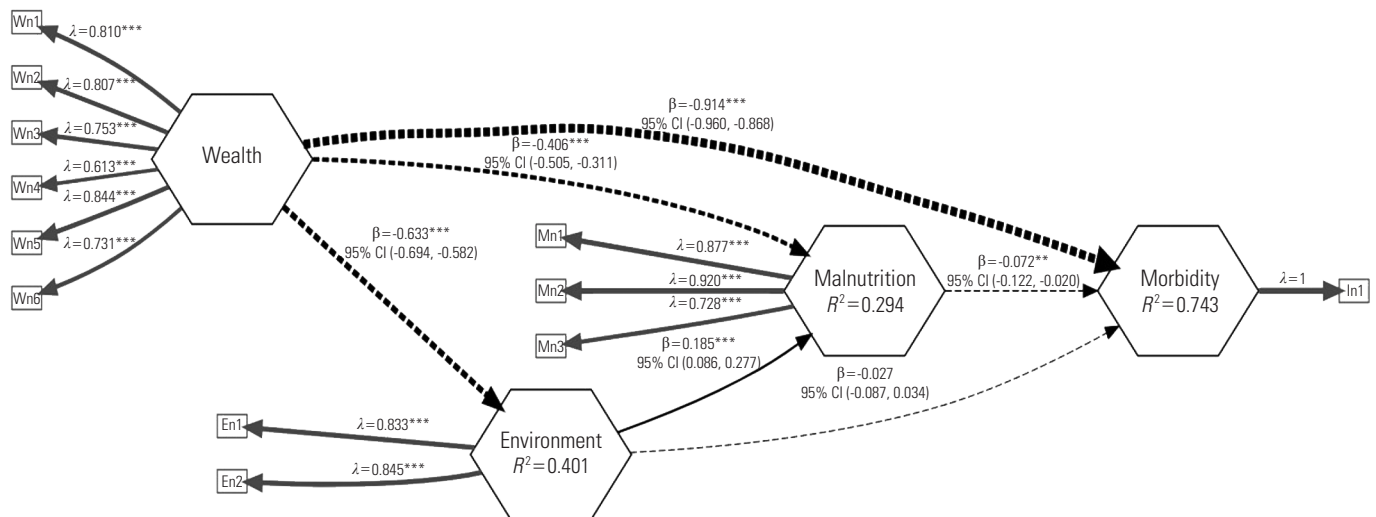 Wn1
λ=0.810***
Wn2
λ=0.807***
Wn3
λ=0.753***
Wn4
λ=0.613***
λ=0.844***
Wn5
λ=0.731***
Wn6
Wealth
β=-0.914***
95% CI (-0.960, -0.868)
β=-0.406***
95% CI (-0.505, -0.311)
β=-0.633***
95% CI (-0.694, -0.582)
Mn1
λ=0.877***
Mn2
λ=0.920***
λ=0.728***
Mn3
Malnutrition
R²=0.294
β=-0.072**
95% CI (-0.122, -0.020)
Morbidity
R²=0.743
λ=1
In1
β=0.185***
95% CI (0.086, 0.277)
β=-0.027
95% CI (-0.087, 0.034)
En1
λ=0.833***
En2
λ=0.845***
Environment
R²=0.401